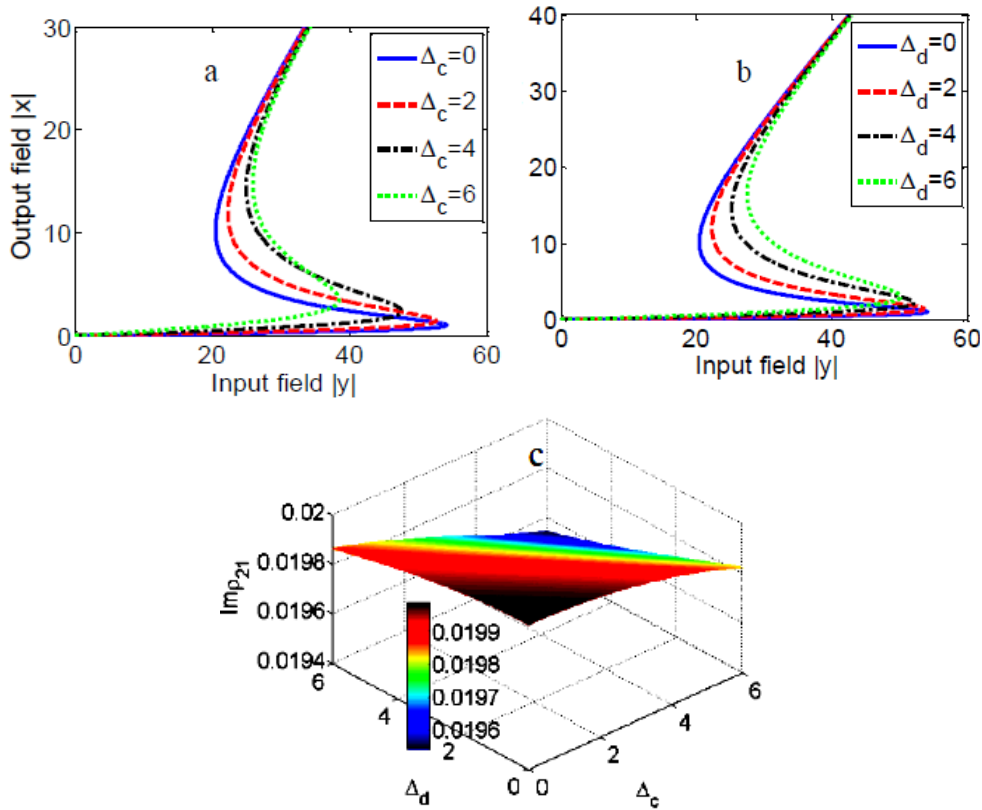 a
Output field |x|
30
20
10
0
0
20
40
60
Input field |y|
Δc=0
Δc=2
Δc=4
Δc=6
b
40
30
20
10
0
0
20
40
60
Input field |y|
Δd=0
Δd=2
Δd=4
Δd=6
c
Imρ21
0.02
0.0198
0.0196
0.0194
0.0199
0.0198
0.0197
0.0196
6
4
2
0
Δd
0
2
4
6
Δc